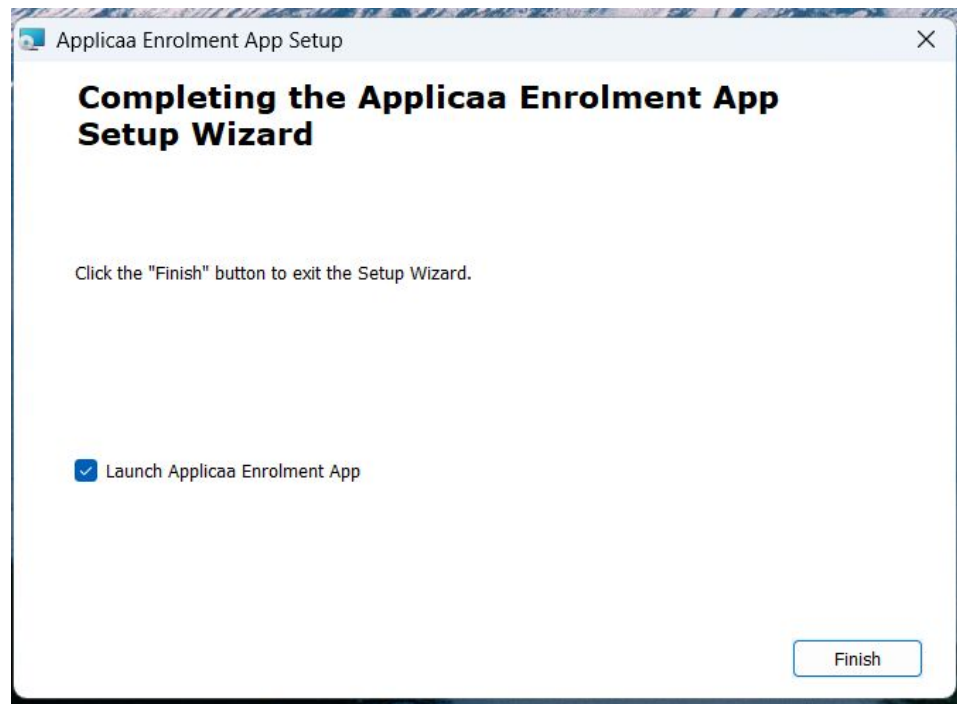 Applicaa Enrolment App Setup
Completing the Applicaa Enrolment App
Setup Wizard
Click the "Finish" button to exit the Setup Wizard.
Launch Applicaa Enrolment App
Finish